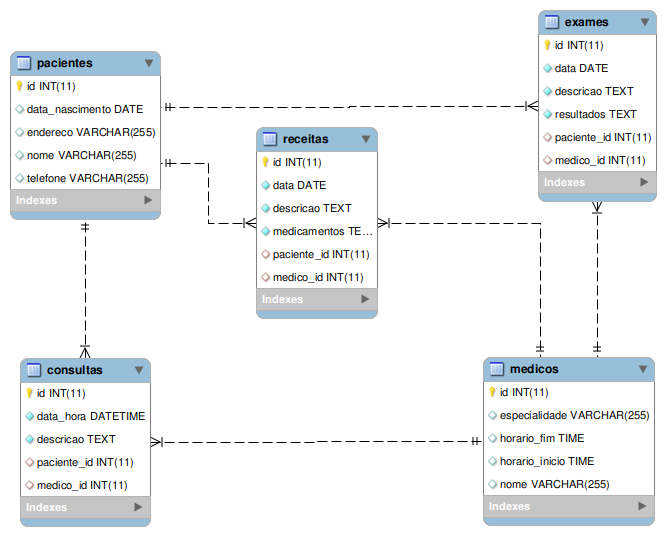 pacientes
id INT(11)
data_nascimento DATE
endereco VARCHAR(255)
nome VARCHAR(255)
telefone VARCHAR(255)
Indexes
receitas
id INT(11)
data DATE
descricao TEXT
medicamentos TE...
paciente_id INT(11)
medico_id INT(11)
Indexes
exames
id INT(11)
data DATE
descricao TEXT
resultados TEXT
paciente_id INT(11)
medico_id INT(11)
Indexes
consultas
id INT(11)
data_hora DATETIME
descricao TEXT
paciente_id INT(11)
medico_id INT(11)
Indexes
medicos
id INT(11)
especialidade VARCHAR(255)
horario_fim TIME
horario_inicio TIME
nome VARCHAR(255)
Indexes